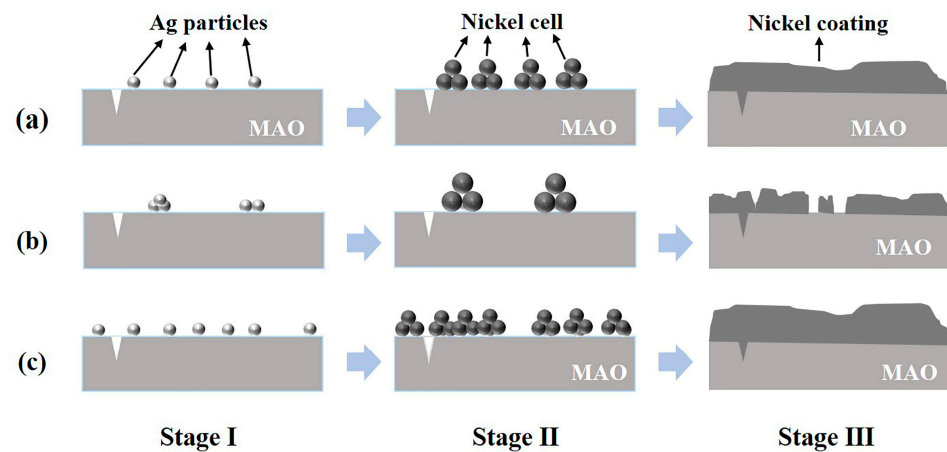 Ag particles
Nickel cell
Nickel coating
(a)
MAO
MAO
MAO
(b)
MAO
(c)
MAO
MAO
Stage I
Stage II
Stage III